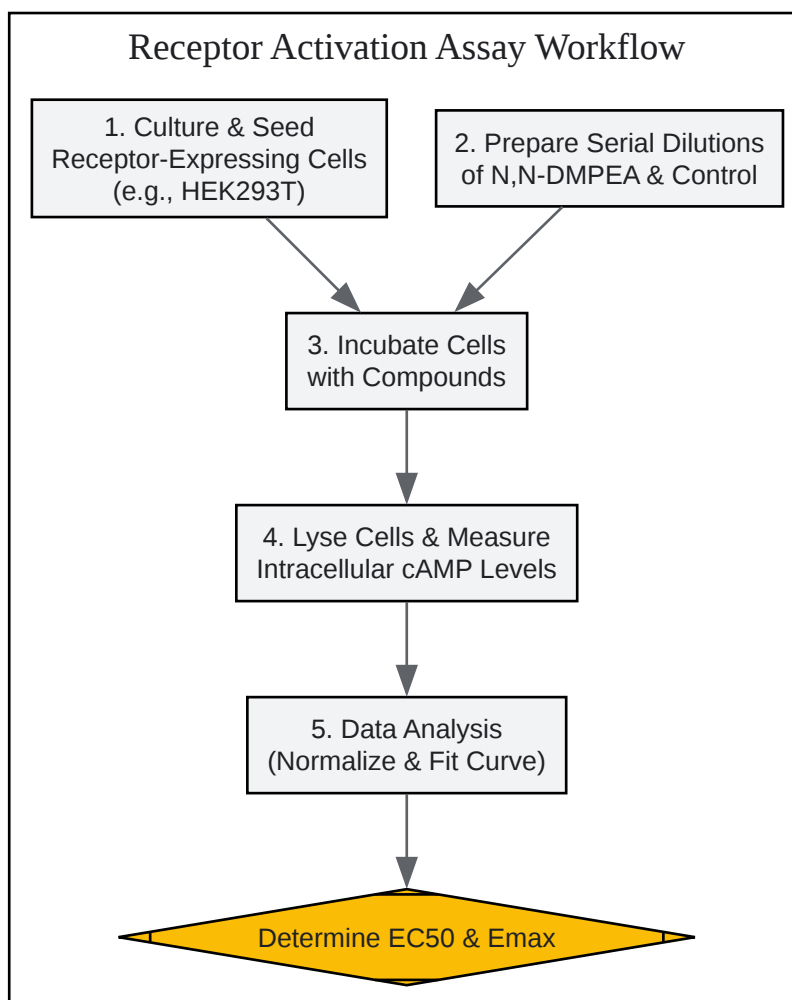 Receptor Activation Assay Workflow
1. Culture & Seed
Receptor-Expressing Cells
(e.g., HEK293T)
2. Prepare Serial Dilutions
of N,N-DMPEA & Control
3. Incubate Cells
with Compounds
4. Lyse Cells & Measure
Intracellular cAMP Levels
5. Data Analysis
(Normalize & Fit Curve)
Determine EC50 & Emax